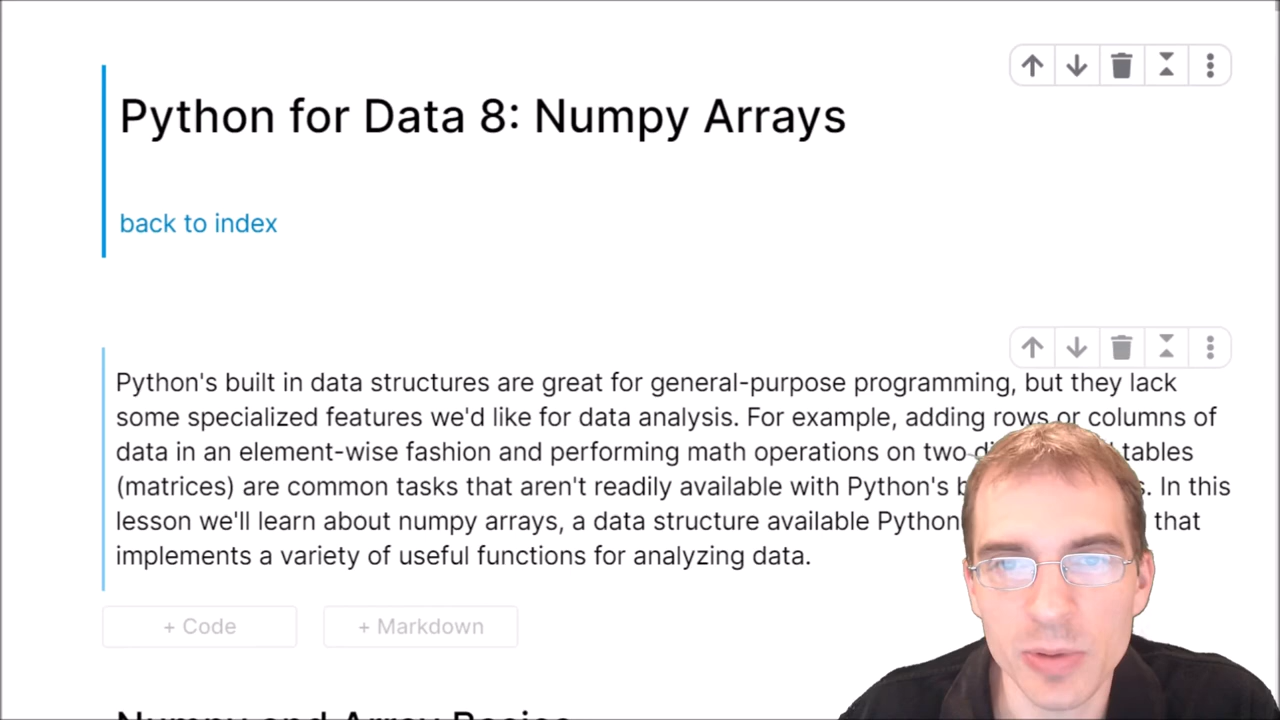 Python for Data 8: Numpy Arrays
back to index
Python's built in data structures are great for general-purpose programming, but they lack
some specialized features we'd like for data analysis. For example, adding rows or columns of
data in an element-wise fashion and performing math operations on two tables
(matrices) are common tasks that aren't readily available with Python's In this
lesson we'll learn about numpy arrays, a data structure available Python that
implements a variety of useful functions for analyzing data.
+ Code + Markdown
Numpy and Array Basics